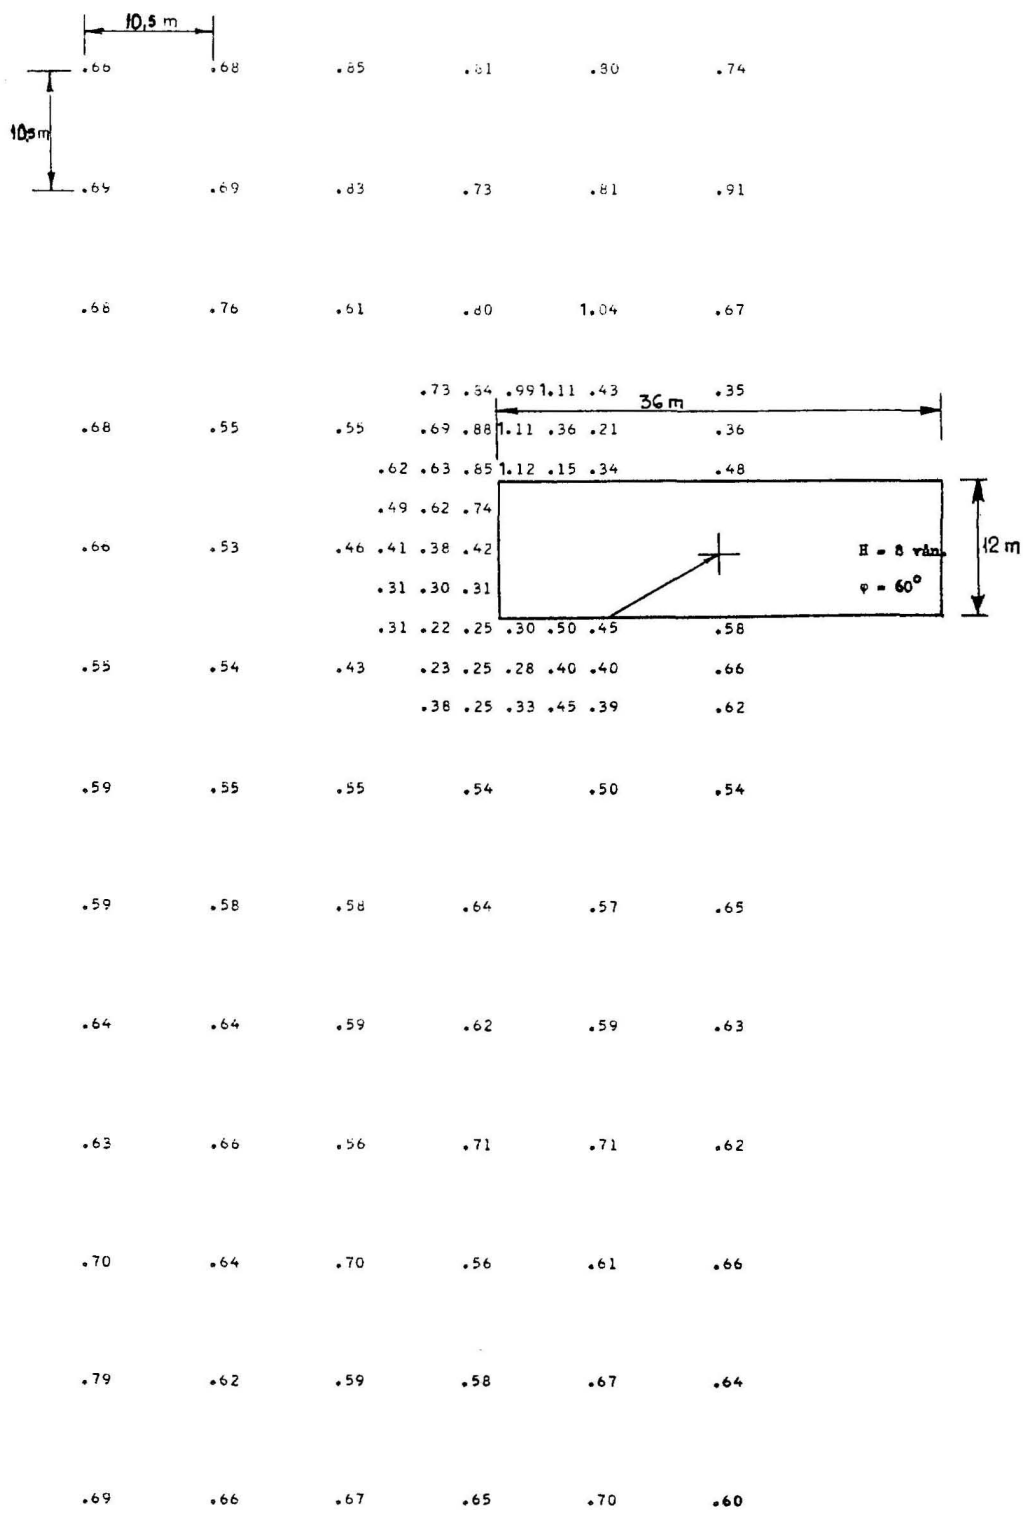 10,5 m
.66 .68 .85 .81 .80 .74
10,5 m
.69 .69 .83 .73 .81 .91
.68 .76 .61 .80 1.04 .67
.73 .84 .99 1.11 .43 .35
36 m
.68 .55 .55 .69 .88 1.11 .36 .21 .36
.62 .63 .85 1.12 .15 .34 .48
.49 .62 .74
.66 .53 .46 .41 .38 .42 H = 8 vån. 12 m
.31 .30 .31 φ = 60°
.31 .22 .25 .30 .50 .45 .58
.55 .54 .43 .23 .25 .28 .40 .40 .66
.38 .25 .33 .45 .39 .62
.59 .55 .55 .54 .50 .54
.59 .58 .58 .64 .57 .65
.64 .64 .59 .62 .59 .63
.63 .66 .56 .71 .71 .62
.70 .64 .70 .56 .61 .66
.79 .62 .59 .58 .67 .64
.69 .66 .67 .65 .70 .60